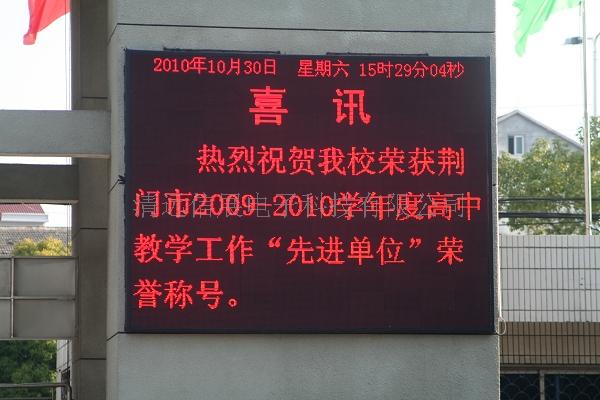 2010年10月30日 星期六 15时29分04秒
喜 讯
热烈祝贺我校荣获荆
门市2009-2010学年度高中
教学工作“先进单位”荣
誉称号。